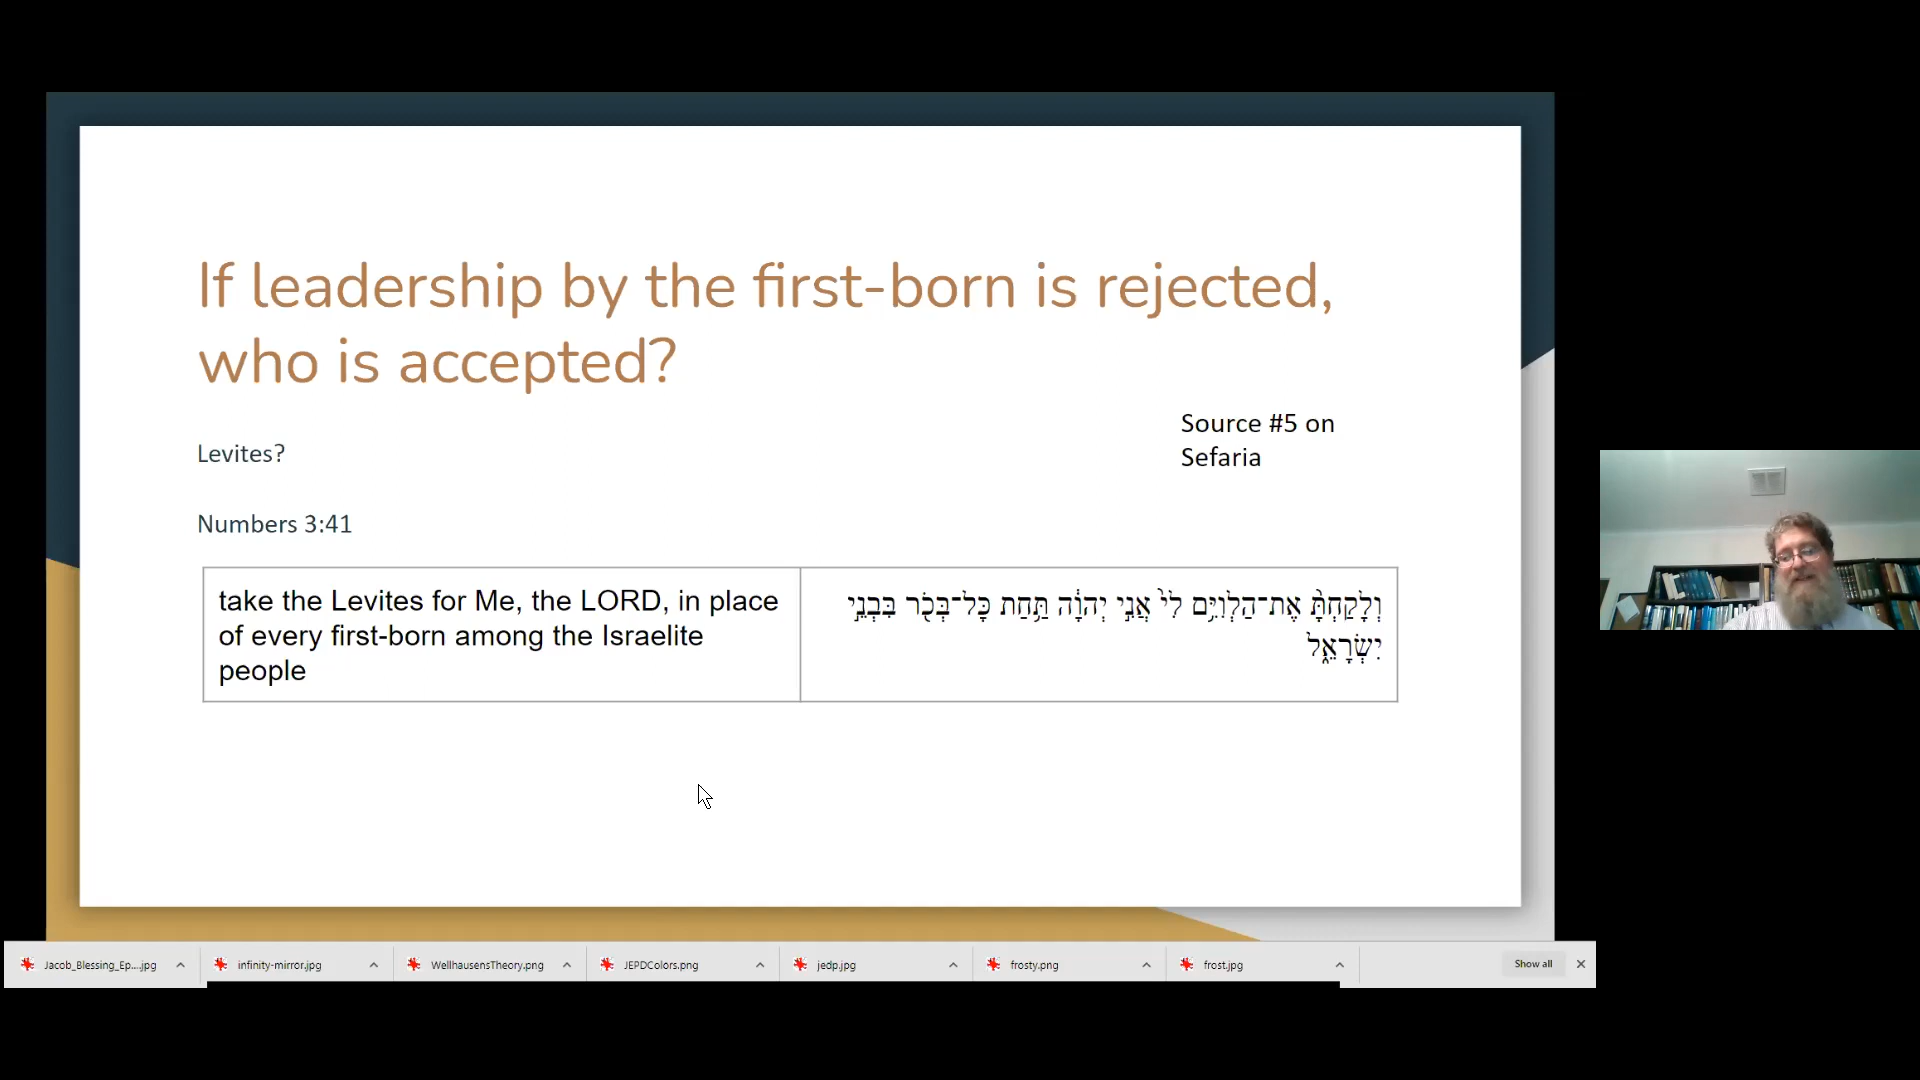 If leadership by the first-born is rejected,
who is accepted?
Source #5 on
Sefaria
Levites?
Numbers 3:41
take the Levites for Me, the LORD, in place
of every first-born among the Israelite
people
וְלָקַחְתָּ֨ אֶת־הַלְוִיִּ֥ם לִי֙ אֲנִ֣י יְהוָ֔ה תַּ֥חַת כׇּל־בְּכֹ֖ר בִּבְנֵ֣י
יִשְׂרָאֵ֑ל
Jacob_Blessing_Ep....jpg
infinity-mirror.jpg
WellhausensTheory.png
JEPDColors.png
jedp.jpg
frosty.png
frost.jpg
Show all